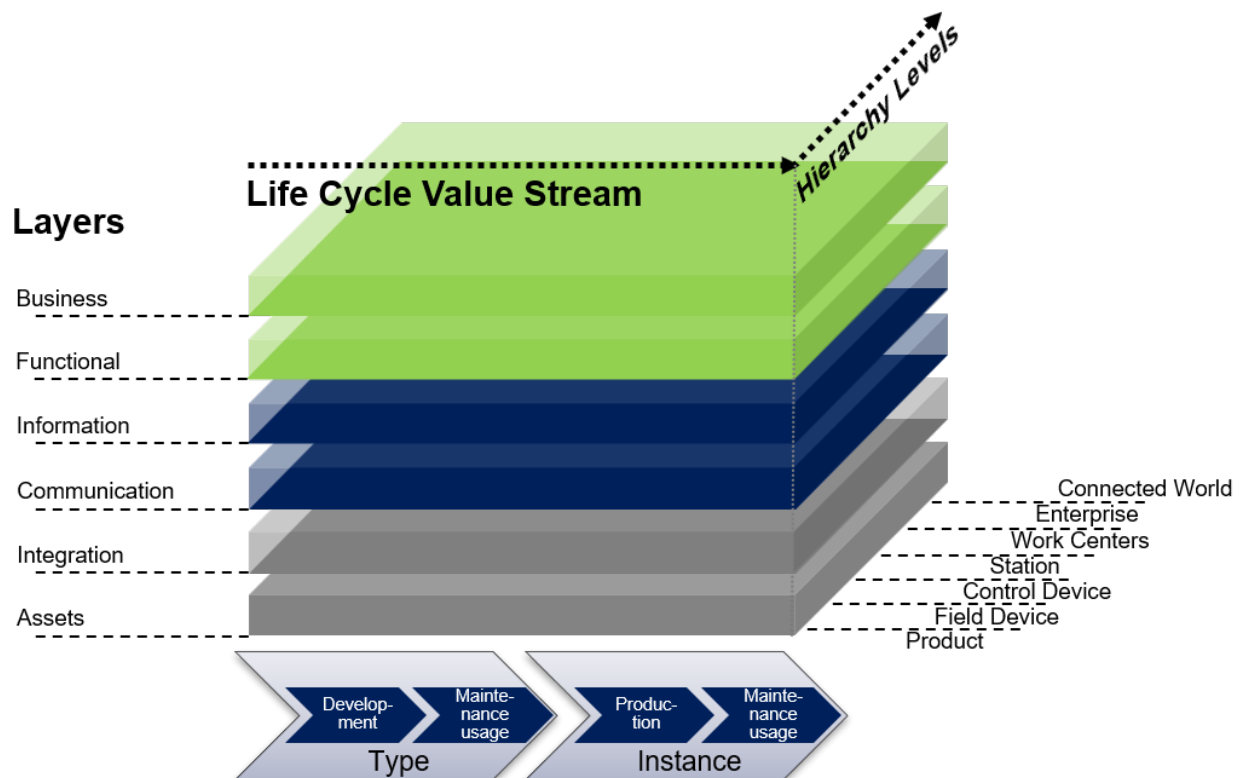 Hierarchy Levels
Life Cycle Value Stream
Layers
Business
Functional
Information
Communication
Integration
Assets
Connected World
Enterprise
Work Centers
Station
Control Device
Field Device
Product
Develop-
ment
Mainte-
nance
usage
Type
Produc-
tion
Mainte-
nance
usage
Instance